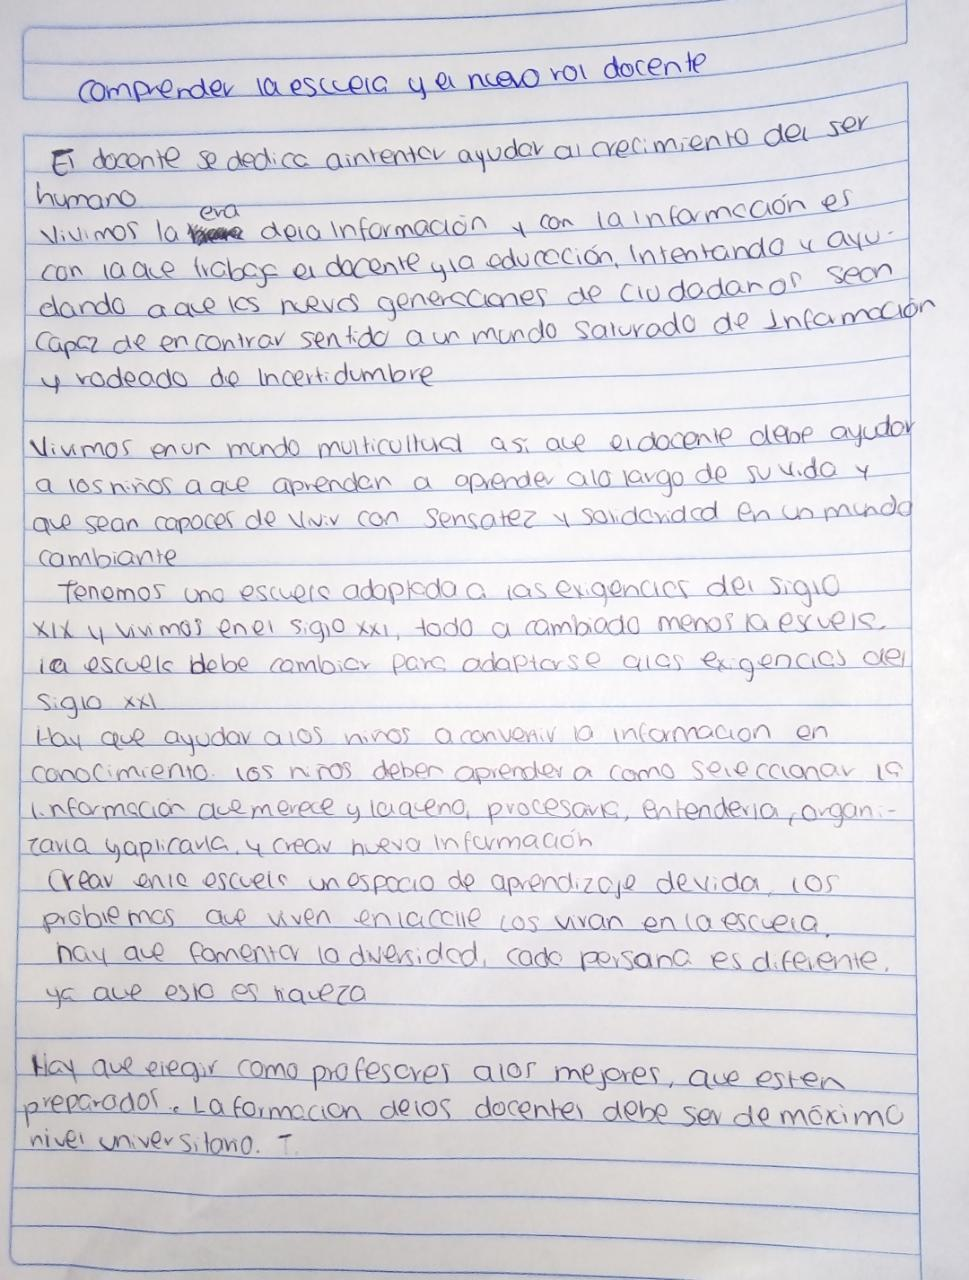 Comprender la escuela y el nuevo rol docente
El docente se dedica a intentar ayudar al crecimiento del ser
humano
era
Vivimos la de la Información y con la información es
con la que trabaja el docente y la educación, Intentando y ayu-
dando a que las nuevas generaciones de ciudadanos sean
capaz de encontrar sentido a un mundo saturado de Información
y rodeado de Incertidumbre
Vivimos en un mundo multicultural así que el docente debe ayudar
a los niños a que aprendan a aprender a lo largo de su vida y
que sean capaces de vivir con sensatez y solidaridad en un mundo
cambiante
Tenemos una escuela adaptada a las exigencias del siglo
XIX y vivimos en el siglo XXI, todo a cambiado menos la escuela.
la escuela debe cambiar para adaptarse a las exigencias del
siglo XXI
Hay que ayudar a los niños a convenir la informacion en
conocimiento. los niños deben aprender a como seleccionar la
información que merece y la que no, procesarla, entenderla, organi-
zarla y aplicarla, y crear nueva información
Crear en la escuela un espacio de aprendizaje de vida, los
problemas que viven en la calle los vivan en la escuela.
hay que fomentar la diversidad, cada persona es diferente.
ya que esto es riqueza
Hay que elegir como profesores a los mejores, que esten
preparados. La formacion de los docentes debe ser de máximo
nivel universitario. T.